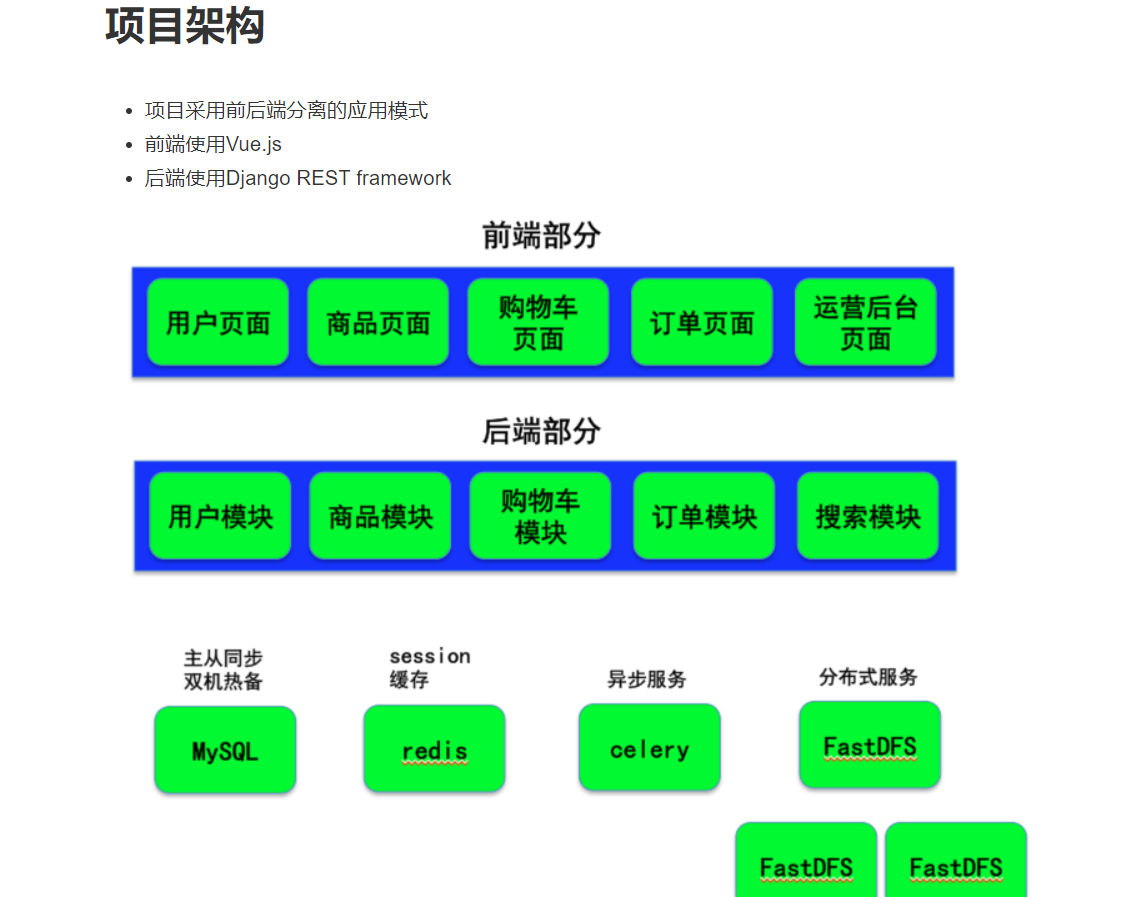 项目架构
项目采用前后端分离的应用模式
前端使用Vue.js
后端使用Django REST framework
前端部分
用户页面
商品页面
购物车
页面
订单页面
运营后台
页面
后端部分
用户模块
商品模块
购物车
模块
订单模块
搜索模块
主从同步
双机热备
MySQL
session
缓存
redis
异步服务
celery
分布式服务
FastDFS
FastDFS
FastDFS